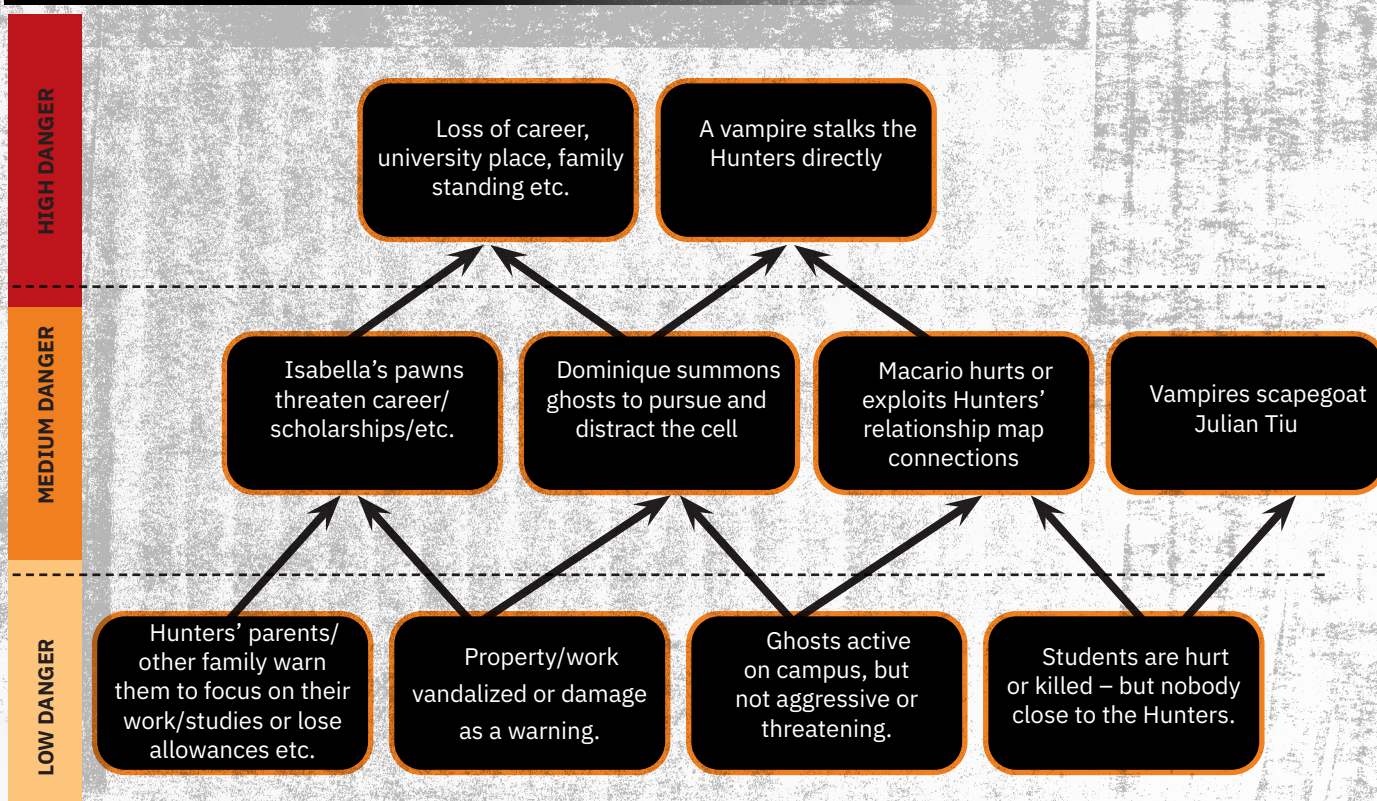 HIGH DANGER
Loss of career,
university place, family
standing etc.
A vampire stalks the
Hunters directly
MEDIUM DANGER
Isabella’s pawns
threaten career/
scholarships/etc.
Dominique summons
ghosts to pursue and
distract the cell
Macario hurts or
exploits Hunters’
relationship map
connections
Vampires scapegoat
Julian Tiu
LOW DANGER
Hunters’ parents/
other family warn
them to focus on their
work/studies or lose
allowances etc.
Property/work
vandalized or damage
as a warning.
Ghosts active
on campus, but
not aggressive or
threatening.
Students are hurt
or killed – but nobody
close to the Hunters.